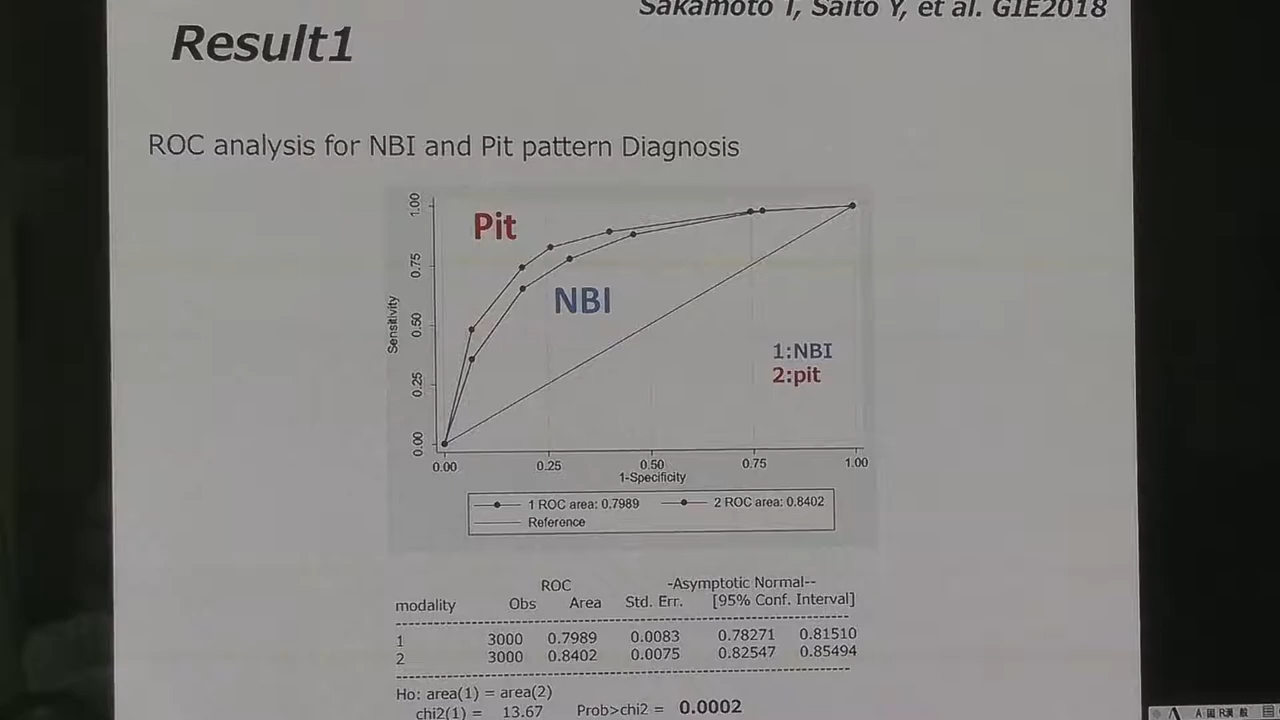 Sakamoto T, Saito Y, et al. GIE2018
Result1
ROC analysis for NBI and Pit pattern Diagnosis
Pit
NBI
1:NBI
2:pit
Sensitivity
1.00
0.75
0.50
0.25
0.00
0.00 0.25 0.50 0.75 1.00
1-Specificity
1 ROC area: 0.7989 2 ROC area: 0.8402
Reference
ROC -Asymptotic Normal--
modality Obs Area Std. Err. [95% Conf. Interval]
1 3000 0.7989 0.0083 0.78271 0.81510
2 3000 0.8402 0.0075 0.82547 0.85494
Ho: area(1) = area(2)
chi2(1) = 13.67 Prob>chi2 = 0.0002